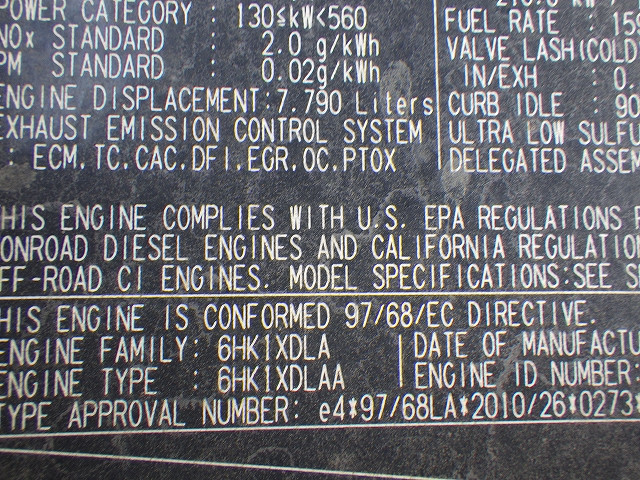 POWER CATEGORY : 130≤kW<560
NOx STANDARD : 2.0 g/kWh
PM STANDARD : 0.02g/kWh
ENGINE DISPLACEMENT:7.790 Liters
EXHAUST EMISSION CONTROL SYSTEM
: ECM.TC.CAC.DFI.EGR.OC.PTOX
FUEL RATE : 15
VALVE LASH(COLD
IN/EXH : 0.
CURB IDLE : 90
ULTRA LOW SULFU
DELEGATED ASSEM
HIS ENGINE COMPLIES WITH U.S. EPA REGULATIONS
ONROAD DIESEL ENGINES AND CALIFORNIA REGULATION
FF-ROAD CI ENGINES. MODEL SPECIFICATIONS:SEE S
HIS ENGINE IS CONFORMED 97/68/EC DIRECTIVE.
ENGINE FAMILY: 6HK1XDLA
ENGINE TYPE : 6HK1XDLAA
DATE OF MANUFACTU
ENGINE ID NUMBER:
TYPE APPROVAL NUMBER: e4*97/68LA*2010/26*0273*